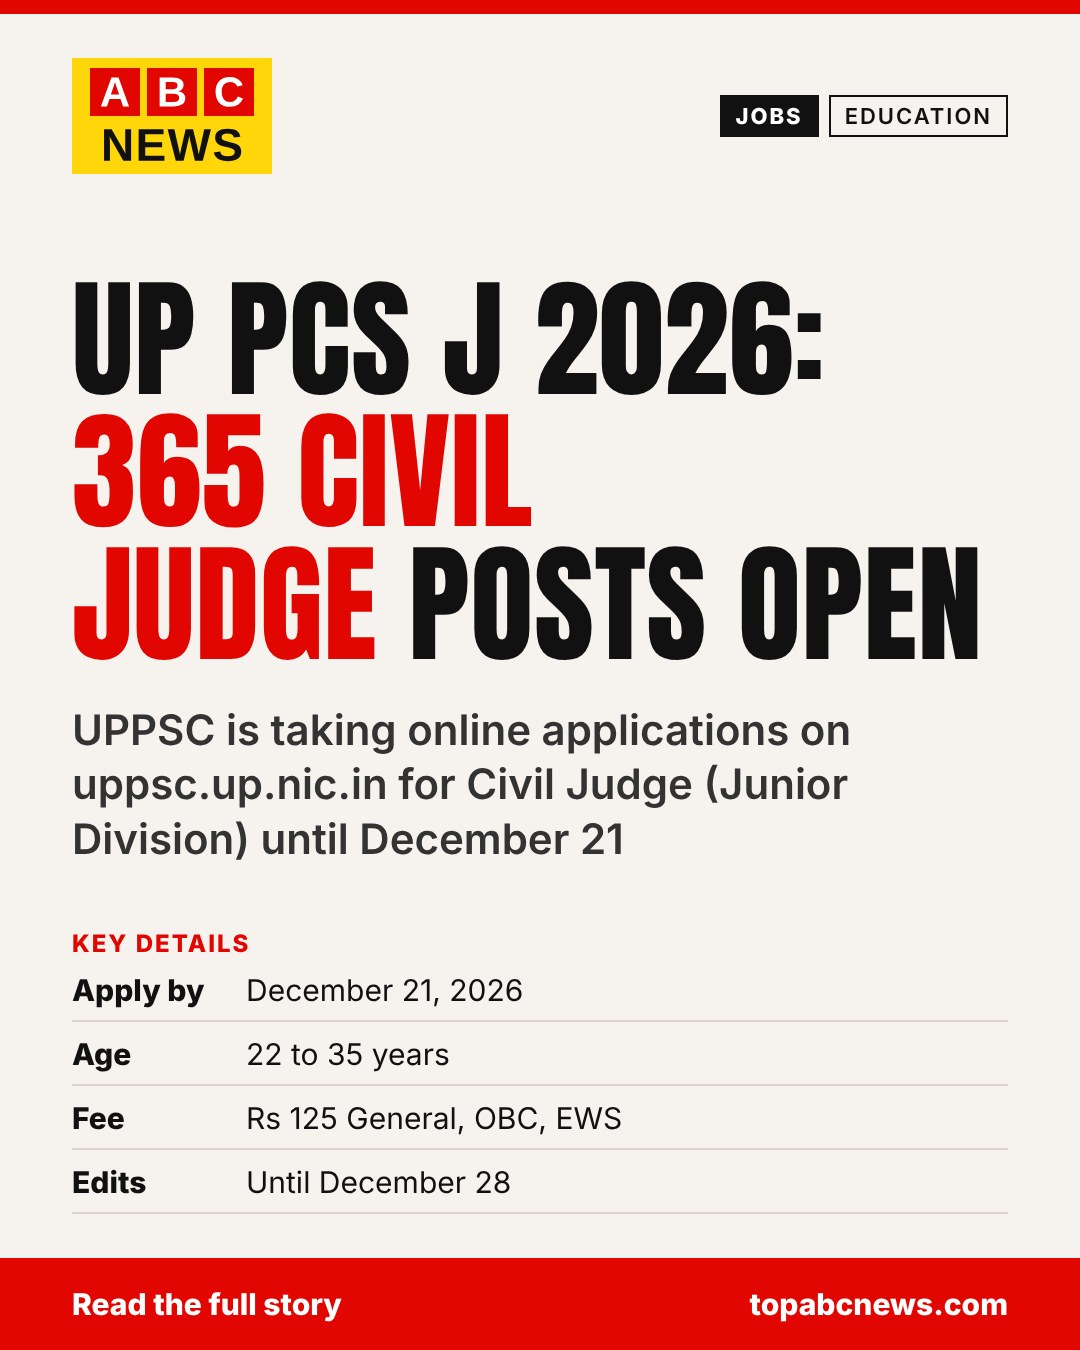 ABC
NEWS
JOBS
EDUCATION
UP PCS J 2026:
365 CIVIL
JUDGE POSTS OPEN
UPPSC is taking online applications on
uppsc.up.nic.in for Civil Judge (Junior
Division) until December 21
KEY DETAILS
Apply by December 21, 2026
Age 22 to 35 years
Fee Rs 125 General, OBC, EWS
Edits Until December 28
Read the full story
topabcnews.com